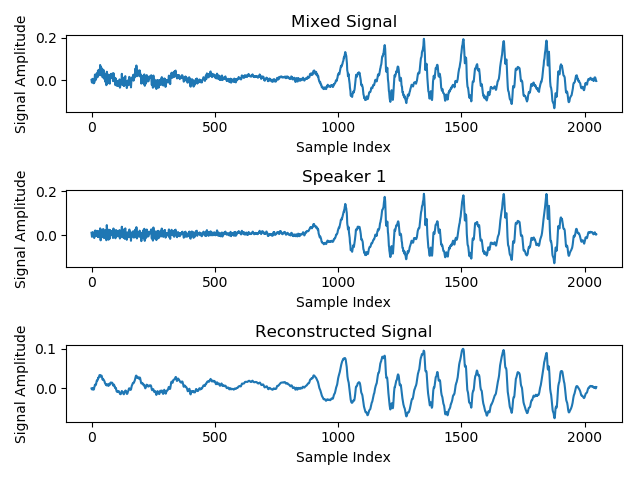 Mixed Signal
Signal Amplitude
0.2
0.0
0
500
1000
1500
2000
Sample Index
Speaker 1
Signal Amplitude
0.2
0.0
0
500
1000
1500
2000
Sample Index
Reconstructed Signal
Signal Amplitude
0.1
0.0
0
500
1000
1500
2000
Sample Index